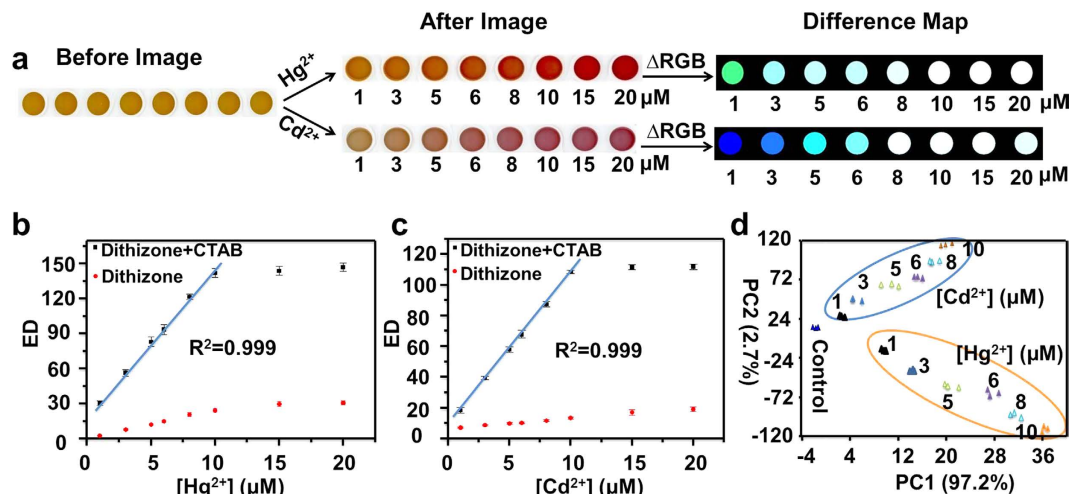 a
Before Image
After Image
Difference Map
Hg²⁺
Cd²⁺
1 3 5 6 8 10 15 20 µM
ΔRGB
1 3 5 6 8 10 15 20 µM
1 3 5 6 8 10 15 20 µM
ΔRGB
1 3 5 6 8 10 15 20 µM
b
Dithizone+CTAB
Dithizone
R²=0.999
ED
150
120
90
60
30
0
0 5 10 15 20
[Hg²⁺] (µM)
c
Dithizone+CTAB
Dithizone
R²=0.999
ED
120
100
80
60
40
20
0
0 5 10 15 20
[Cd²⁺] (µM)
d
PC2 (2.7%)
120
72
24
-24
-72
-120
1 3 5 6 8 10
[Cd²⁺] (µM)
Control
[Hg²⁺] (µM)
1 3 5 6 8 10
-4 4 12 20 28 36
PC1 (97.2%)